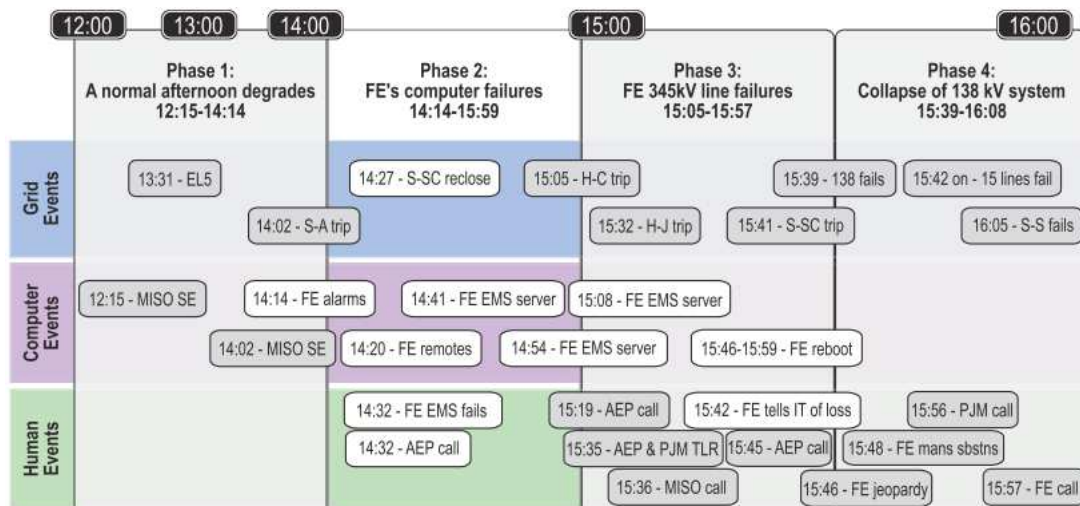 12:00
13:00
14:00
15:00
16:00
Phase 1:
A normal afternoon degrades
12:15-14:14
Phase 2:
FE's computer failures
14:14-15:59
Phase 3:
FE 345kV line failures
15:05-15:57
Phase 4:
Collapse of 138 kV system
15:39-16:08
Grid
Events
13:31 - EL5
14:27 - S-SC reclose
15:05 - H-C trip
15:39 - 138 fails
15:42 on - 15 lines fail
14:02 - S-A trip
15:32 - H-J trip
15:41 - S-SC trip
16:05 - S-S fails
Computer
Events
12:15 - MISO SE
14:14 - FE alarms
14:41 - FE EMS server
15:08 - FE EMS server
14:02 - MISO SE
14:20 - FE remotes
14:54 - FE EMS server
15:46-15:59 - FE reboot
Human
Events
14:32 - FE EMS fails
15:19 - AEP call
15:42 - FE tells IT of loss
15:56 - PJM call
14:32 - AEP call
15:35 - AEP & PJM TLR
15:45 - AEP call
15:48 - FE mans sbstns
15:36 - MISO call
15:46 - FE jeopardy
15:57 - FE call